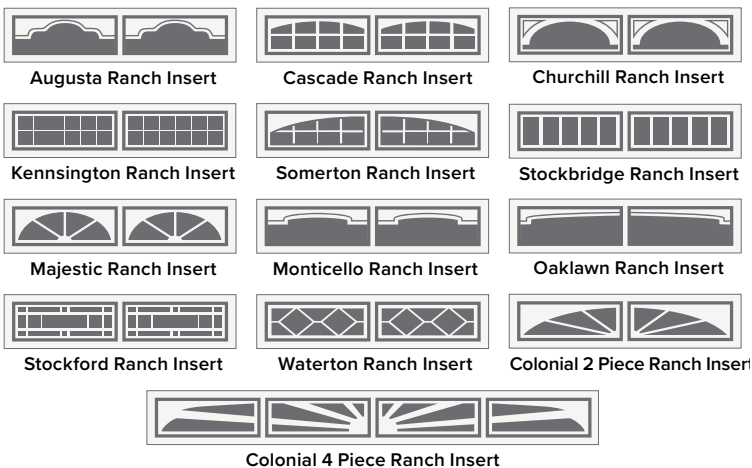 Augusta Ranch Insert
Cascade Ranch Insert
Churchill Ranch Insert
Kennsington Ranch Insert
Somerton Ranch Insert
Stockbridge Ranch Insert
Majestic Ranch Insert
Monticello Ranch Insert
Oaklawn Ranch Insert
Stockford Ranch Insert
Waterton Ranch Insert
Colonial 2 Piece Ranch Insert
Colonial 4 Piece Ranch Insert